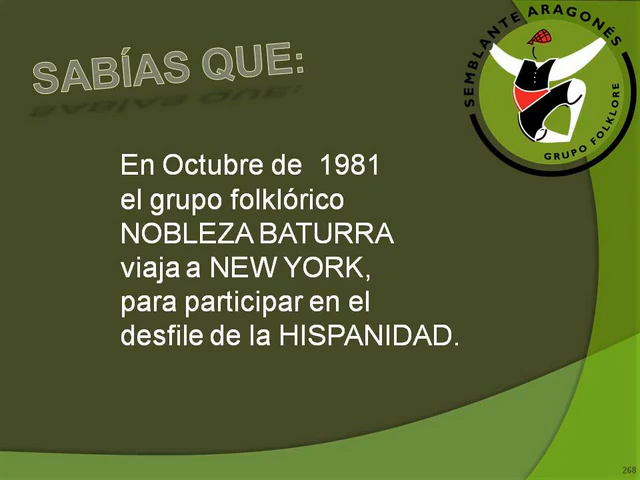 SABÍAS QUE:
SEMBLANTE ARAGONÉS
GRUPO FOLKLORE
En Octubre de 1981
el grupo folklórico
NOBLEZA BATURRA
viaja a NEW YORK,
para participar en el
desfile de la HISPANIDAD.
268